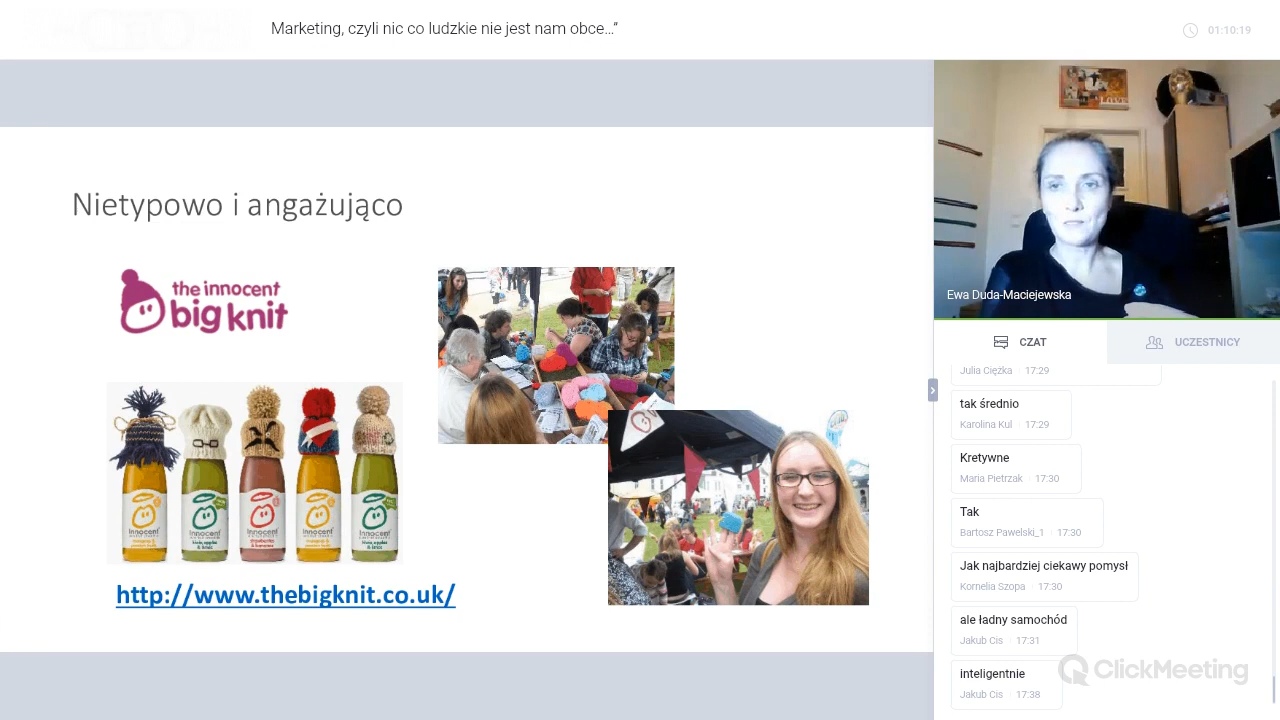 Marketing, czyli nic co ludzkie nie jest nam obce...”
01:10:19
Nietypowo i angażująco
the innocent
big knit
innocent
innocent
innocent
innocent
innocent
http://www.thebigknit.co.uk/
LOVE
Ewa Duda-Maciejewska
CZAT
UCZESTNICY
Julia Ciężka 17:29
tak średnio
Karolina Kul 17:29
Kretywne
Maria Pietrzak 17:30
Tak
Bartosz Pawelski_1 17:30
Jak najbardziej ciekawy pomysł
Kornelia Szopa 17:30
ale ładny samochód
Jakub Cis 17:31
inteligentnie
Jakub Cis 17:38
ClickMeeting